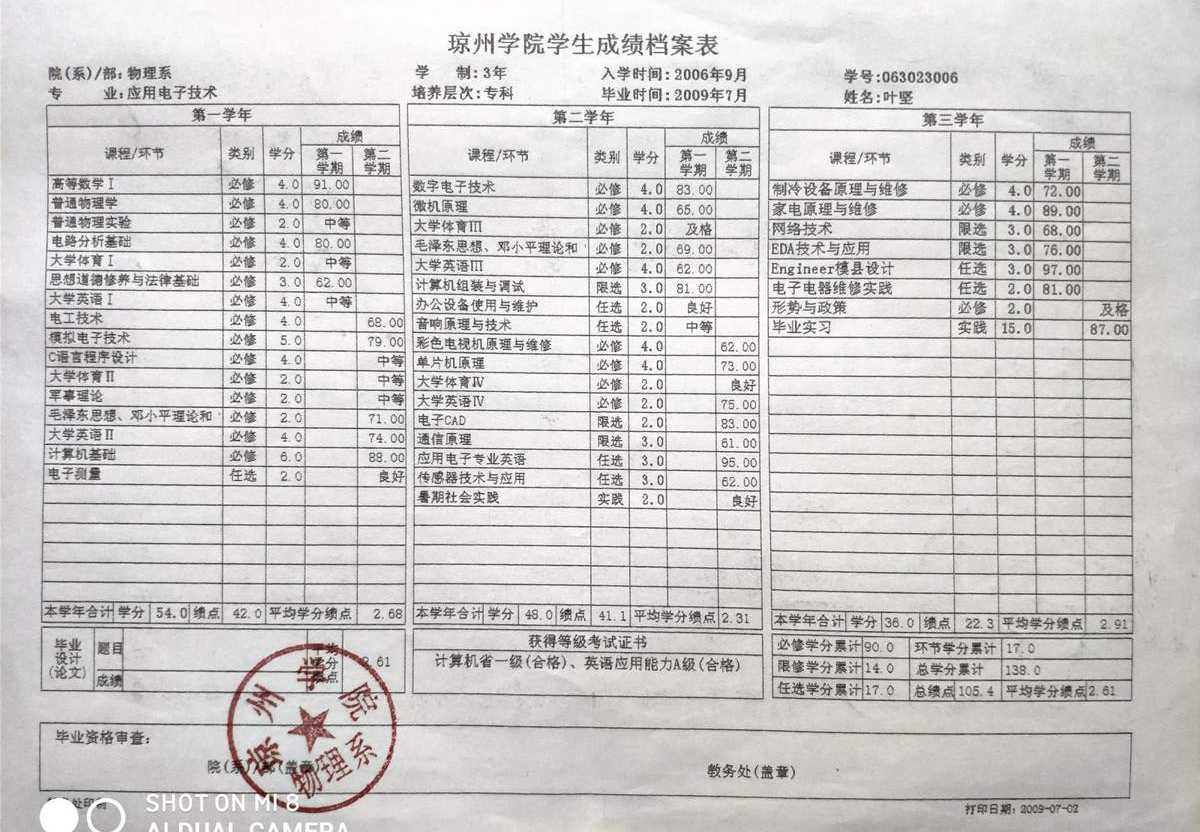 琼州学院学生成绩档案表
院(系)/部:物理系 学 制:3年 入学时间:2006年9月 学号:063023006
专 业:应用电子技术 培养层次:专科 毕业时间:2009年7月 姓名:叶坚
第一学年
课程/环节 类别 学分 成绩
第一学期 第二学期
高等数学Ⅰ 必修 4.0 91.00
普通物理学 必修 4.0 80.00
普通物理实验 必修 2.0 中等
电路分析基础 必修 4.0 80.00
大学体育Ⅰ 必修 2.0 中等
思想道德修养与法律基础 必修 3.0 62.00
大学英语Ⅰ 必修 4.0 中等
电工技术 必修 4.0 68.00
模拟电子技术 必修 5.0 79.00
C语言程序设计 必修 4.0 中等
大学体育Ⅱ 必修 2.0 中等
军事理论 必修 2.0 中等
毛泽东思想、邓小平理论和 必修 2.0 71.00
大学英语Ⅱ 必修 4.0 74.00
计算机基础 必修 6.0 88.00
电子测量 任选 2.0 良好
本学年合计 学分 54.0 绩点 42.0 平均学分绩点 2.68
第二学年
课程/环节 类别 学分 成绩
第一学期 第二学期
数字电子技术 必修 4.0 83.00
微机原理 必修 4.0 65.00
大学体育Ⅲ 必修 2.0 及格
毛泽东思想、邓小平理论和 必修 2.0 69.00
大学英语Ⅲ 必修 4.0 62.00
计算机组装与调试 限选 3.0 81.00
办公设备使用与维护 任选 2.0 良好
音响原理与技术 任选 2.0 中等
彩色电视机原理与维修 必修 4.0 62.00
单片机原理 必修 4.0 73.00
大学体育Ⅳ 必修 2.0 良好
大学英语Ⅳ 必修 2.0 75.00
电子CAD 限选 2.0 83.00
通信原理 限选 3.0 61.00
应用电子专业英语 任选 3.0 95.00
传感器技术与应用 任选 3.0 62.00
暑期社会实践 实践 2.0 良好
本学年合计 学分 48.0 绩点 41.1 平均学分绩点 2.31
第三学年
课程/环节 类别 学分 成绩
第一学期 第二学期
制冷设备原理与维修 必修 4.0 72.00
家电原理与维修 必修 4.0 89.00
网络技术 限选 3.0 68.00
EDA技术与应用 限选 3.0 76.00
Engineer模具设计 任选 3.0 97.00
电子电器维修实践 任选 2.0 81.00
形势与政策 必修 2.0 及格
毕业实习 实践 15.0 87.00
本学年合计 学分 36.0 绩点 22.3 平均学分绩点 2.91
毕业设计(论文) 题目
成绩
平均学分绩点 2.61
获得等级考试证书
计算机省一级(合格)、英语应用能力A级(合格)
必修学分累计 90.0 环节学分累计 17.0
限修学分累计 14.0 总学分累计 138.0
任选学分累计 17.0 总绩点 105.4 平均学分绩点 2.61
毕业资格审查:
院(系)/部(盖章) 教务处(盖章)
琼州学院
物理系
处印制 打印日期:2009-07-02
SHOT ON MI 8
AI DUAL CAMERA